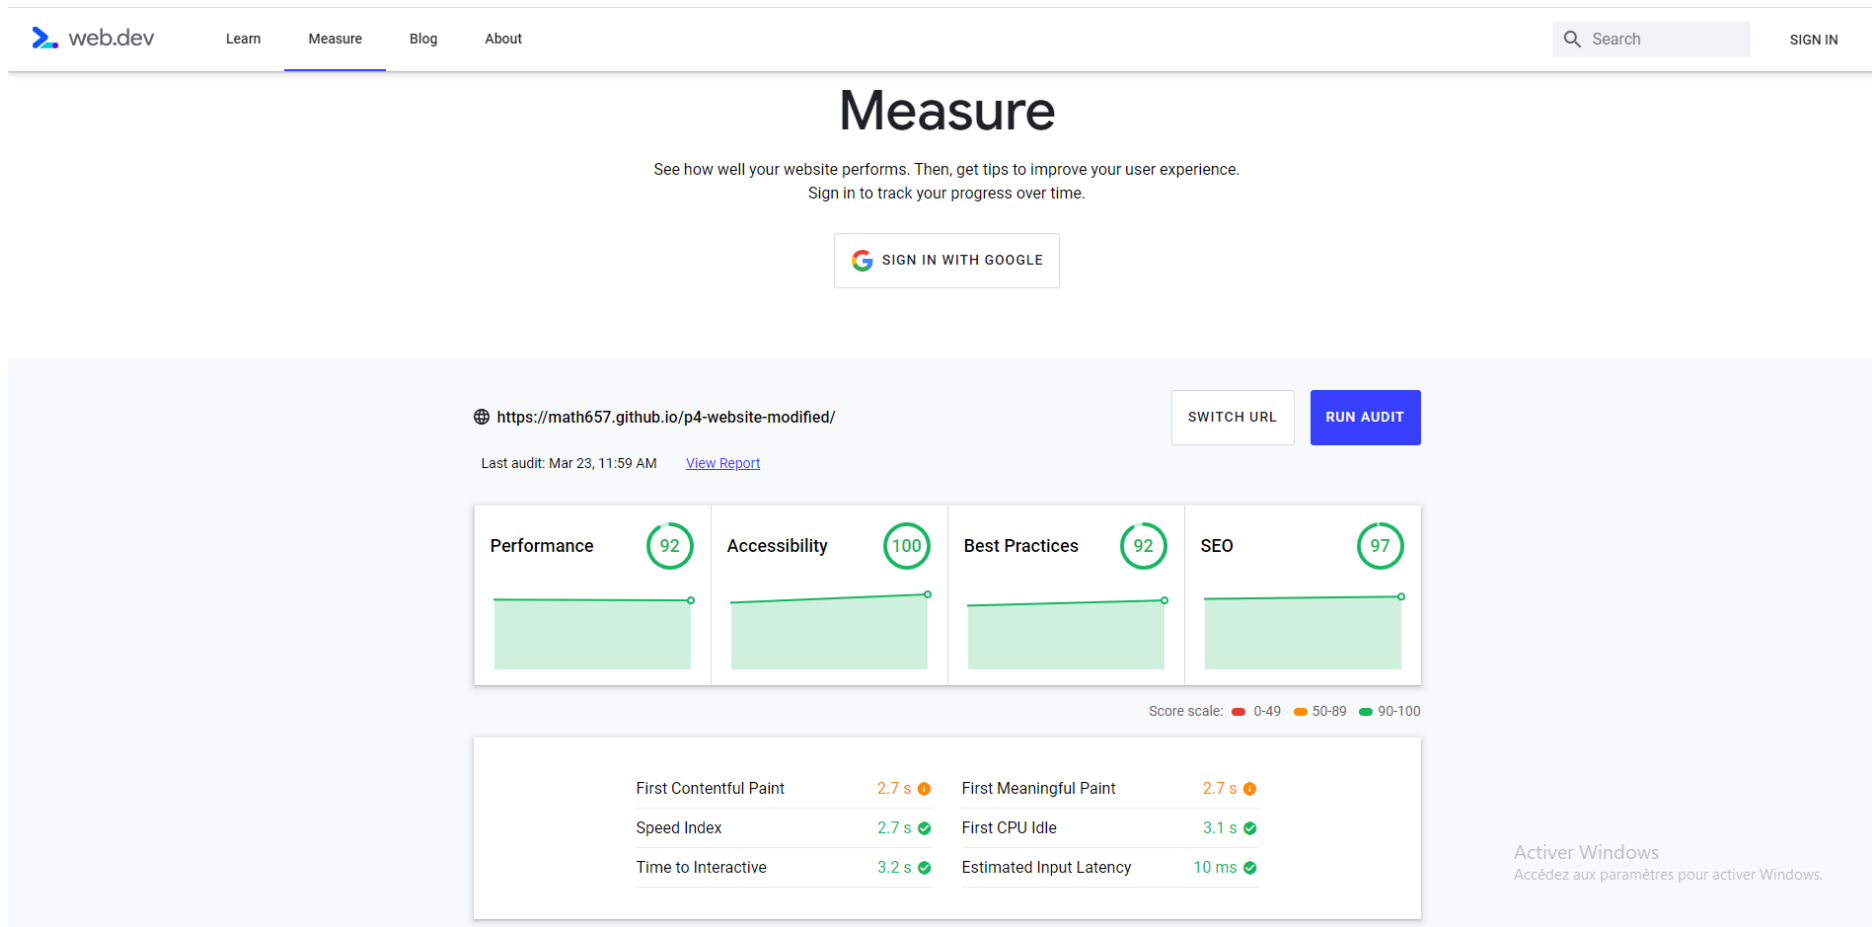 web.dev Learn Measure Blog About Search SIGN IN
Measure
See how well your website performs. Then, get tips to improve your user experience.
Sign in to track your progress over time.
SIGN IN WITH GOOGLE
https://math657.github.io/p4-website-modified/ SWITCH URL RUN AUDIT
Last audit: Mar 23, 11:59 AM View Report
Performance 92 Accessibility 100 Best Practices 92 SEO 97
Score scale: 0-49 50-89 90-100
First Contentful Paint 2.7 s First Meaningful Paint 2.7 s
Speed Index 2.7 s First CPU Idle 3.1 s
Time to Interactive 3.2 s Estimated Input Latency 10 ms
Activer Windows
Accédez aux paramètres pour activer Windows.